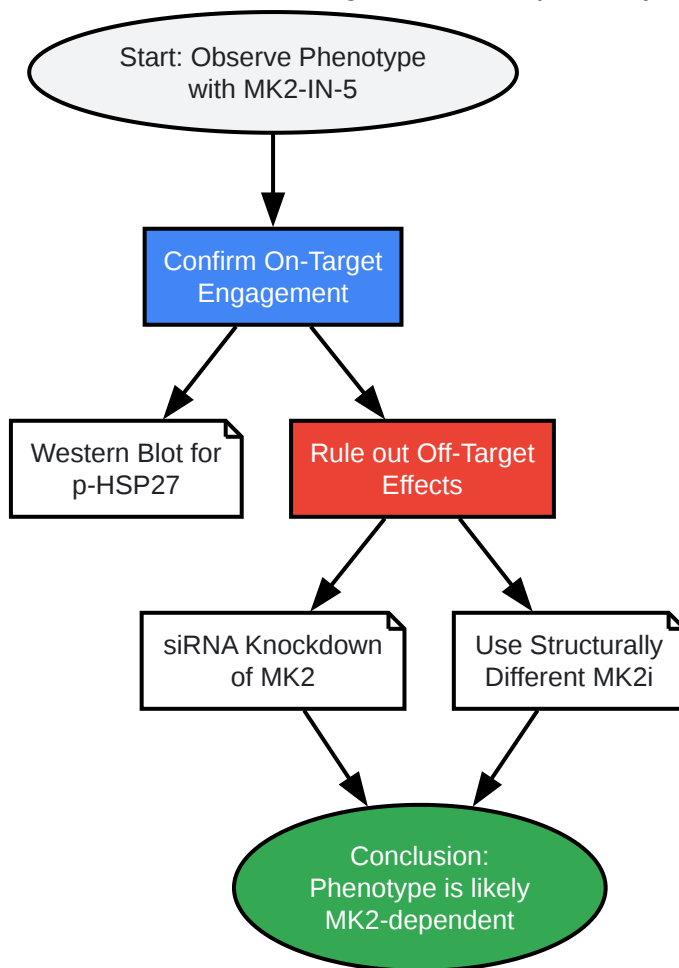 Start: Observe Phenotype
with MK2-IN-5
Confirm On-Target
Engagement
Western Blot for
p-HSP27
Rule out Off-Target
Effects
siRNA Knockdown
of MK2
Use Structurally
Different MK2i
Conclusion:
Phenotype is likely
MK2-dependent